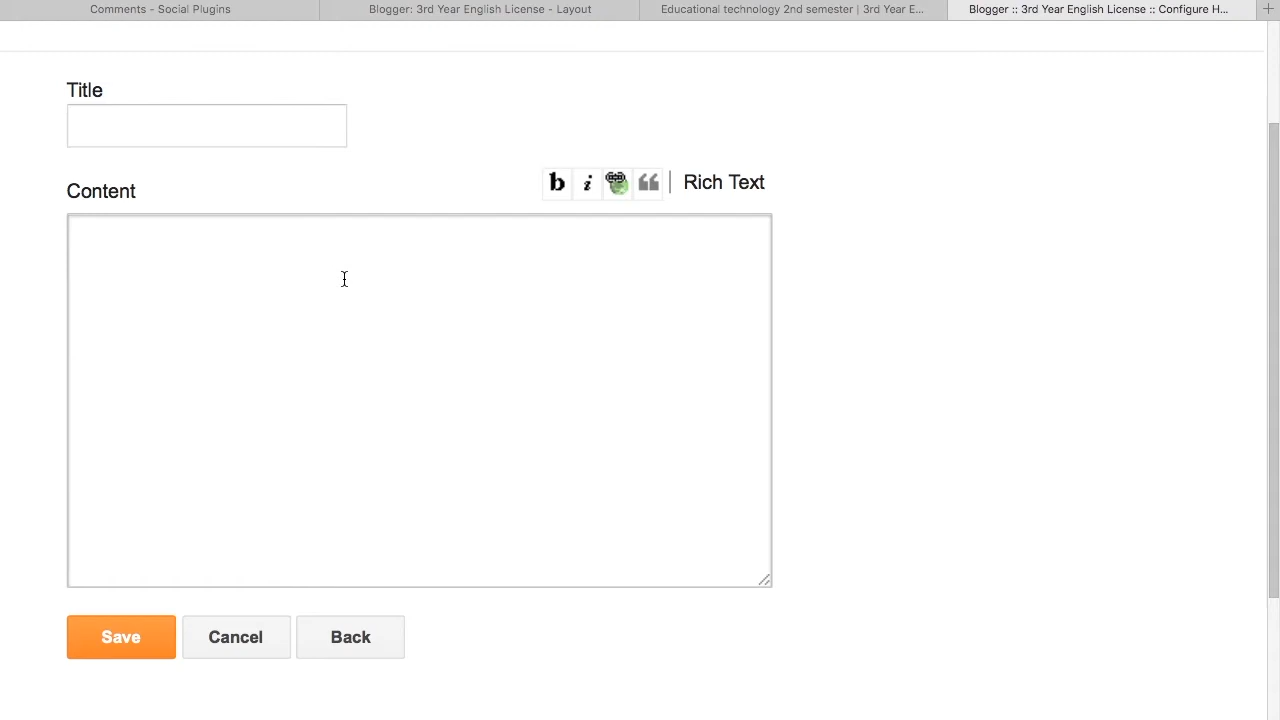 Comments - Social Plugins
Blogger: 3rd Year English License - Layout
Educational technology 2nd semester | 3rd Year E...
Blogger :: 3rd Year English License :: Configure H...
Title
Content
b i Rich Text
Save Cancel Back